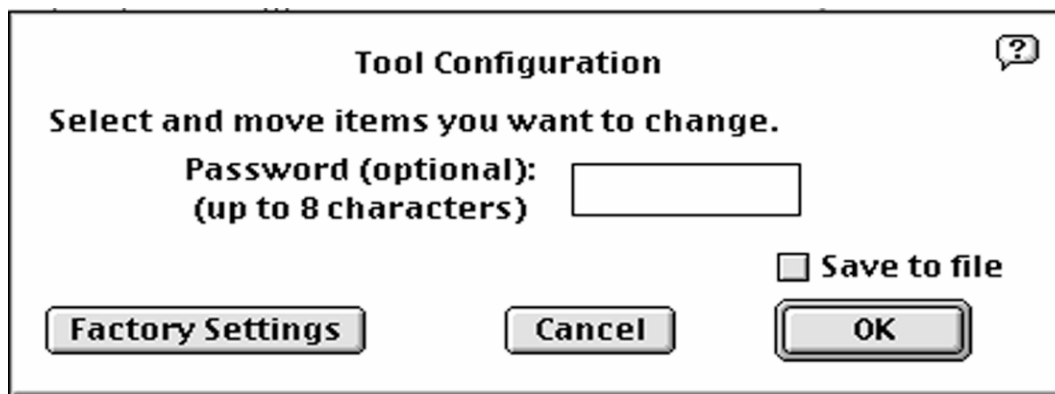 Tool Configuration
?
Select and move items you want to change.
Password (optional):
(up to 8 characters)
Save to file
Factory Settings
Cancel
OK